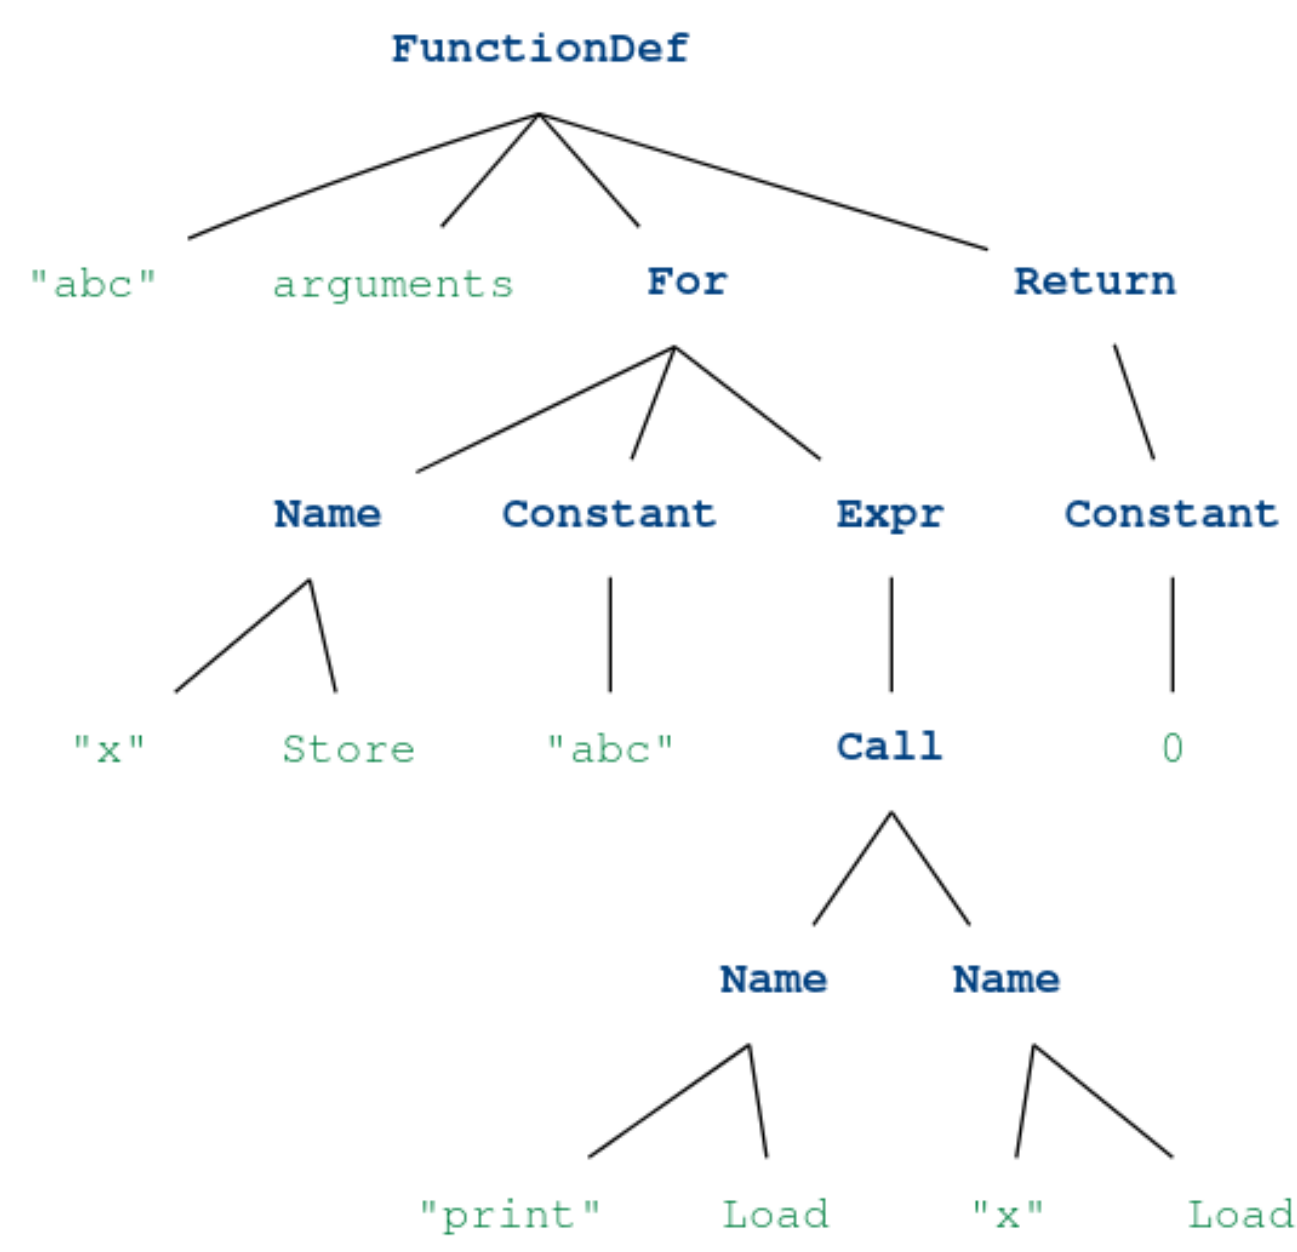 FunctionDef
"abc" arguments For Return
Name Constant Expr Constant
"x" Store "abc" Call 0
Name Name
"print" Load "x" Load